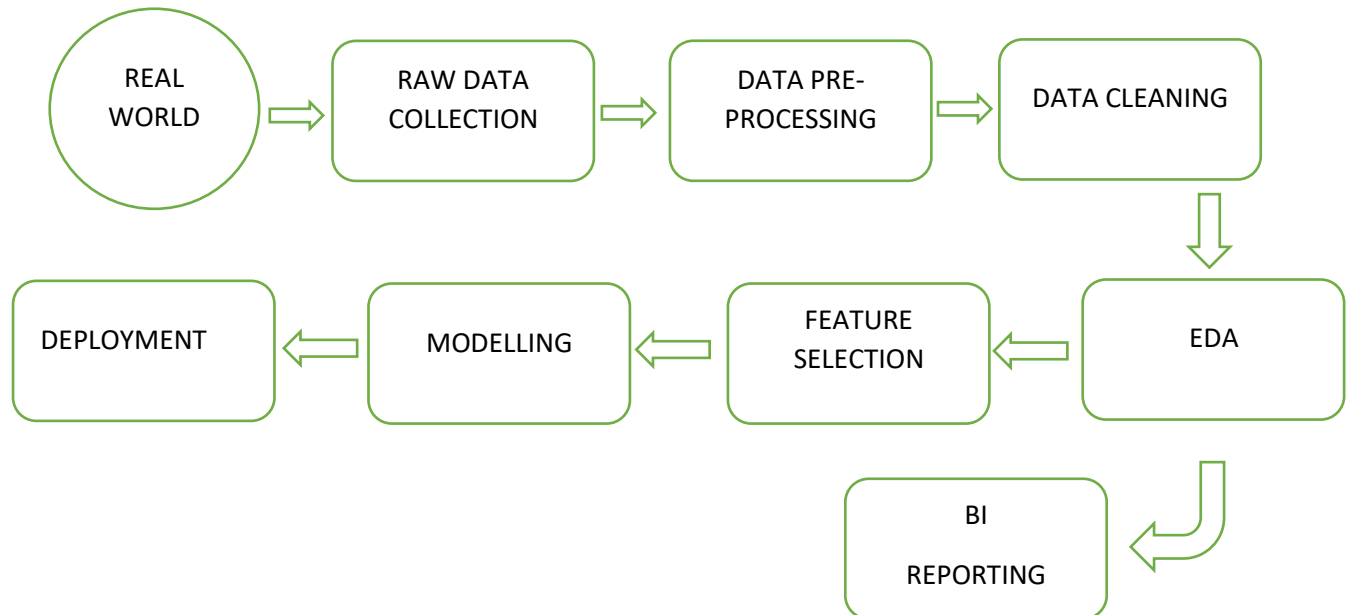 REAL
WORLD
RAW DATA
COLLECTION
DATA PRE-
PROCESSING
DATA CLEANING
DEPLOYMENT
MODELLING
FEATURE
SELECTION
EDA
BI
REPORTING